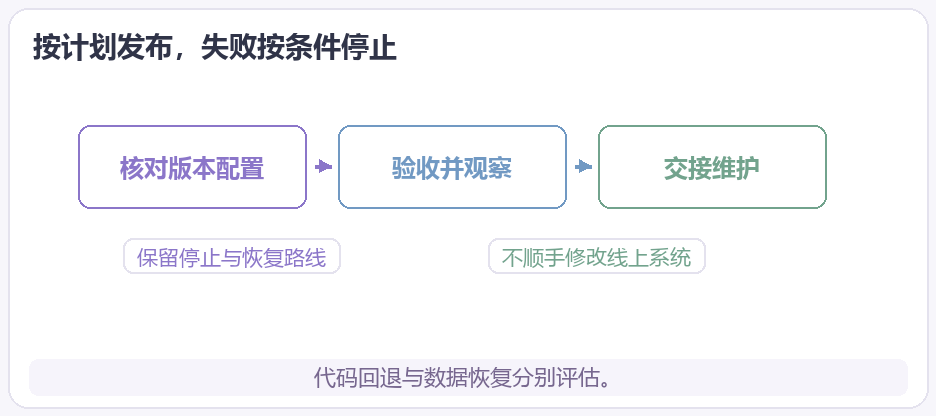 按计划发布，失败按条件停止
核对版本配置
验收并观察
交接维护
保留停止与恢复路线
不顺手修改线上系统
代码回退与数据恢复分别评估。